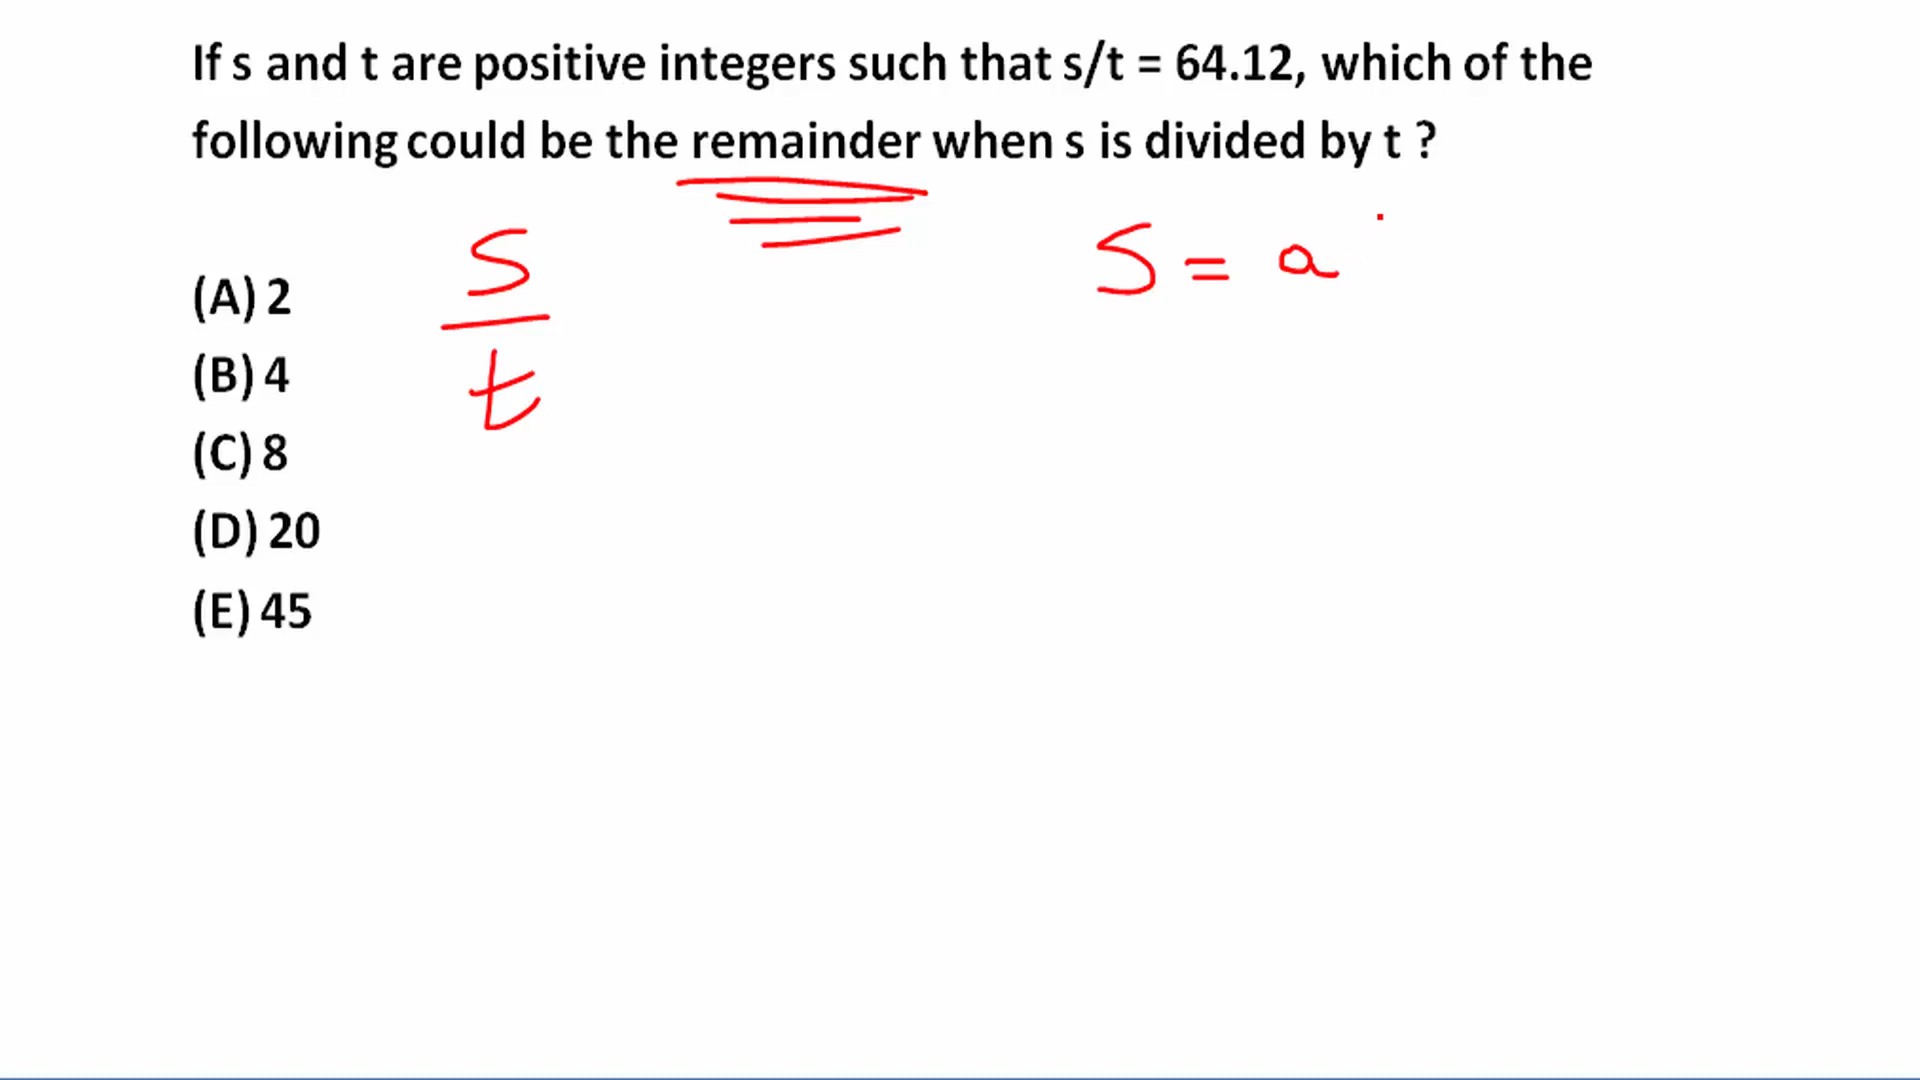 If s and t are positive integers such that s/t = 64.12, which of the
following could be the remainder when s is divided by t ?
S = a
s
t
(A) 2
(B) 4
(C) 8
(D) 20
(E) 45